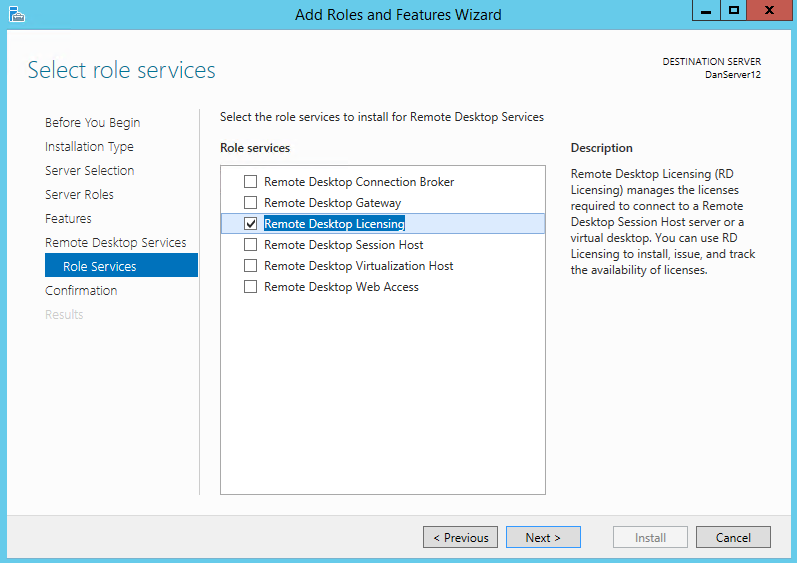 Add Roles and Features Wizard
Select role services
DESTINATION SERVER
DanServer12
Before You Begin
Installation Type
Server Selection
Server Roles
Features
Remote Desktop Services
Role Services
Confirmation
Results
Select the role services to install for Remote Desktop Services
Role services
Remote Desktop Connection Broker
Remote Desktop Gateway
Remote Desktop Licensing
Remote Desktop Session Host
Remote Desktop Virtualization Host
Remote Desktop Web Access
Description
Remote Desktop Licensing (RD
Licensing) manages the licenses
required to connect to a Remote
Desktop Session Host server or a
virtual desktop. You can use RD
Licensing to install, issue, and track
the availability of licenses.
< Previous
Next >
Install
Cancel